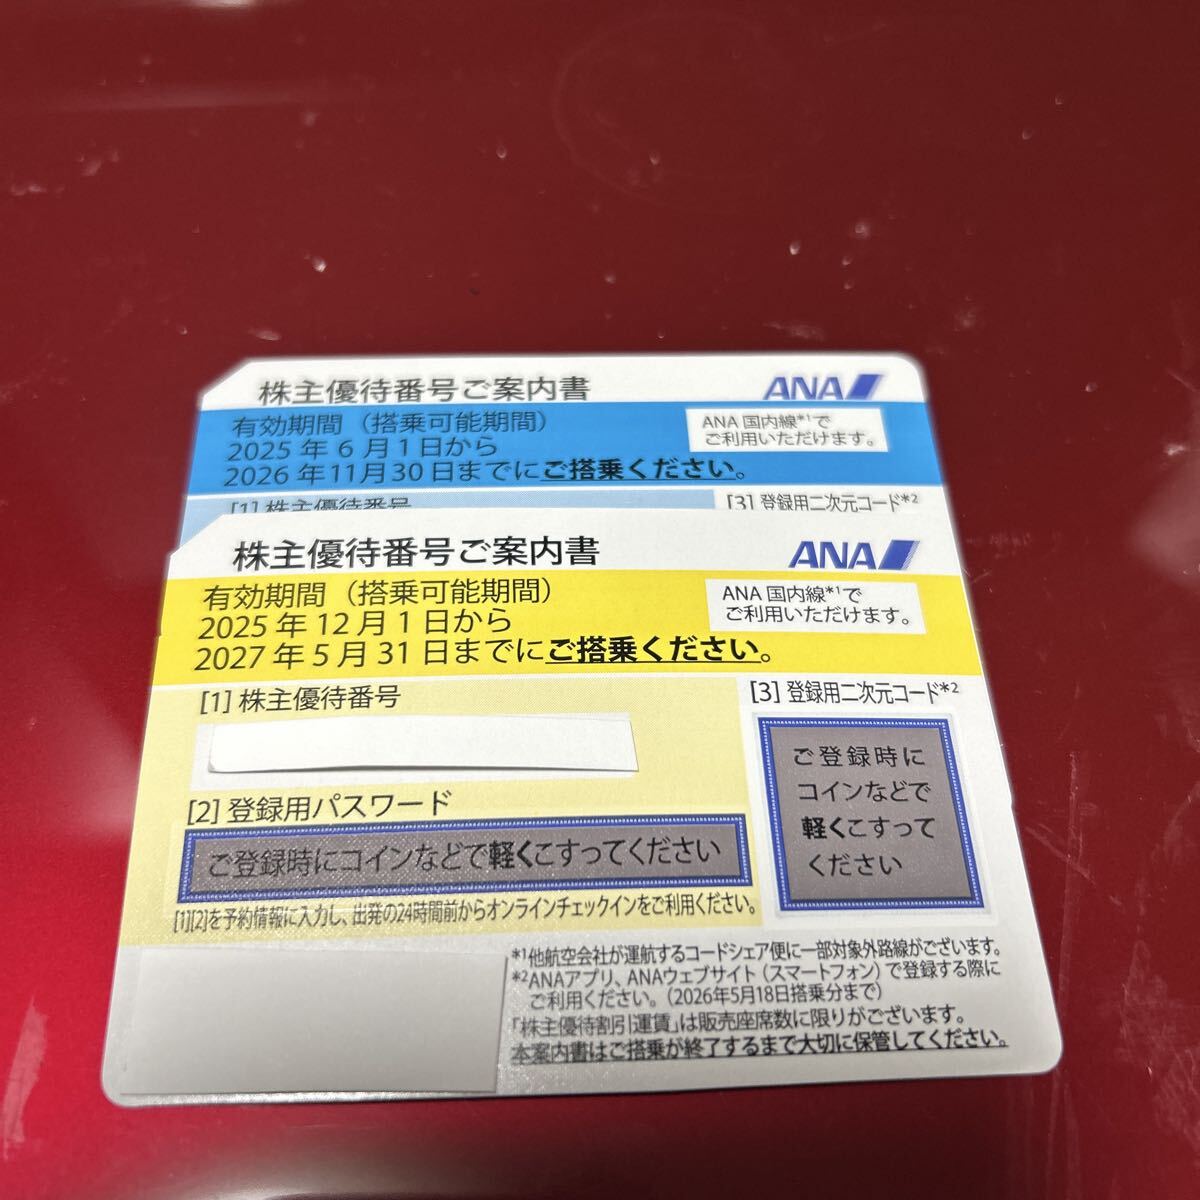 株主優待番号ご案内書
ANA
有効期間（搭乗可能期間）
2025年 6月1日から
2026年11月30日までにご搭乗ください。
ANA 国内線*1で
ご利用いただけます。
[1] 株主優待番号
[3] 登録用二次元コード*2
株主優待番号ご案内書
ANA
有効期間（搭乗可能期間）
2025年12月1日から
2027年 5月31日までにご搭乗ください。
ANA 国内線*1で
ご利用いただけます。
[1] 株主優待番号
[3] 登録用二次元コード*2
ご登録時に
コインなどで
軽くこすって
ください
[2] 登録用パスワード
ご登録時にコインなどで軽くこすってください
[1][2]を予約情報に入力し、出発の24時間前からオンラインチェックインをご利用ください。
*1他航空会社が運航するコードシェア便に一部対象外路線がございます。
*2ANAアプリ、ANAウェブサイト（スマートフォン）で登録する際に
ご利用ください。（2026年5月18日搭乗分まで）
「株主優待割引運賃」は販売座席数に限りがございます。
本案内書はご搭乗が終了するまで大切に保管してください。